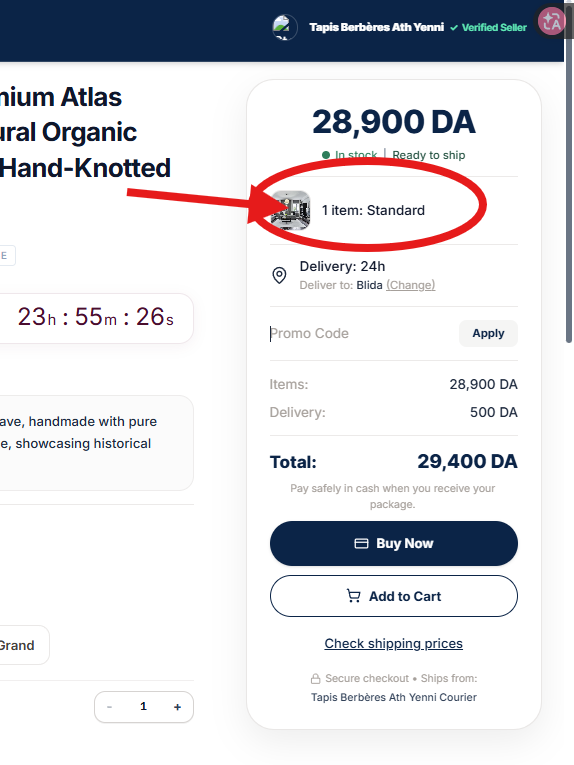 Tapis Berbères Ath Yenni ✓ Verified Seller
nium Atlas
ural Organic
Hand-Knotted
E
23h : 55m : 26s
ave, handmade with pure
e, showcasing historical
Grand
- 1 +
28,900 DA
In stock | Ready to ship
1 item: Standard
Delivery: 24h
Deliver to: Blida (Change)
Promo Code
Apply
Items: 28,900 DA
Delivery: 500 DA
Total: 29,400 DA
Pay safely in cash when you receive your
package.
Buy Now
Add to Cart
Check shipping prices
Secure checkout • Ships from:
Tapis Berbères Ath Yenni Courier